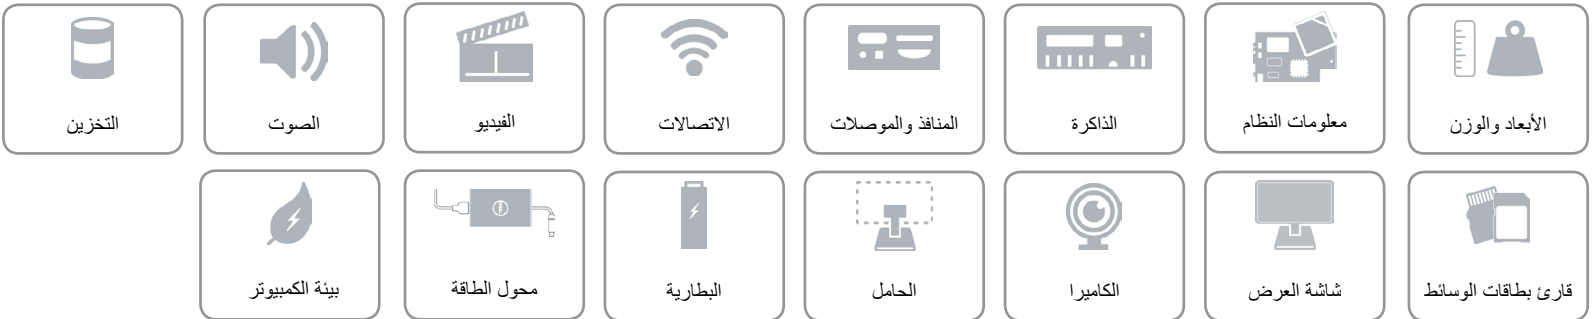 الأبعاد والوزن
معلومات النظام
الذاكرة
المنافذ والموصلات
الاتصالات
الفيديو
الصوت
التخزين
قارئ بطاقات الوسائط
شاشة العرض
الكاميرا
الحامل
البطارية
محول الطاقة
بيئة الكمبيوتر